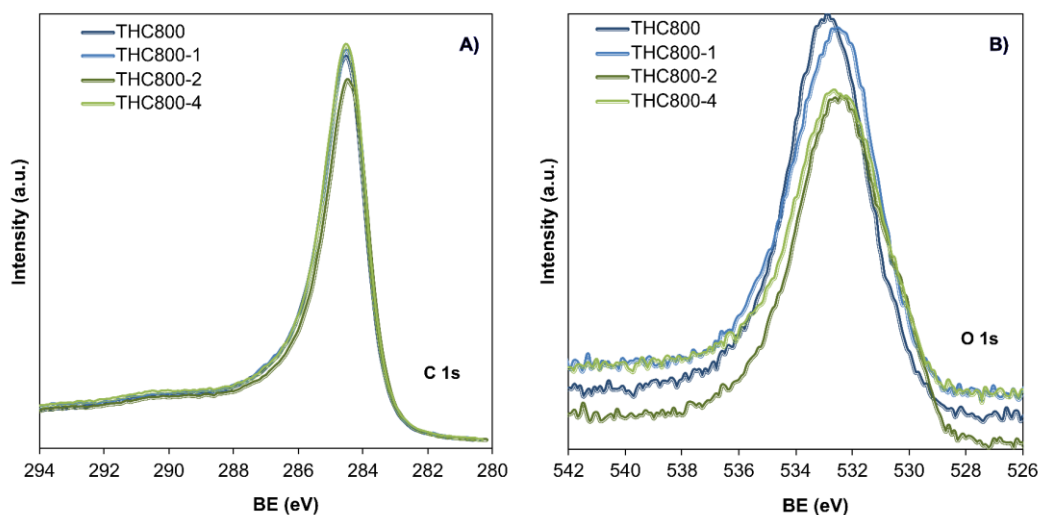 THC800
THC800-1
THC800-2
THC800-4
A)
C 1s
Intensity (a.u.)
294 292 290 288 286 284 282 280
BE (eV)
THC800
THC800-1
THC800-2
THC800-4
B)
O 1s
Intensity (a.u.)
542 540 538 536 534 532 530 528 526
BE (eV)